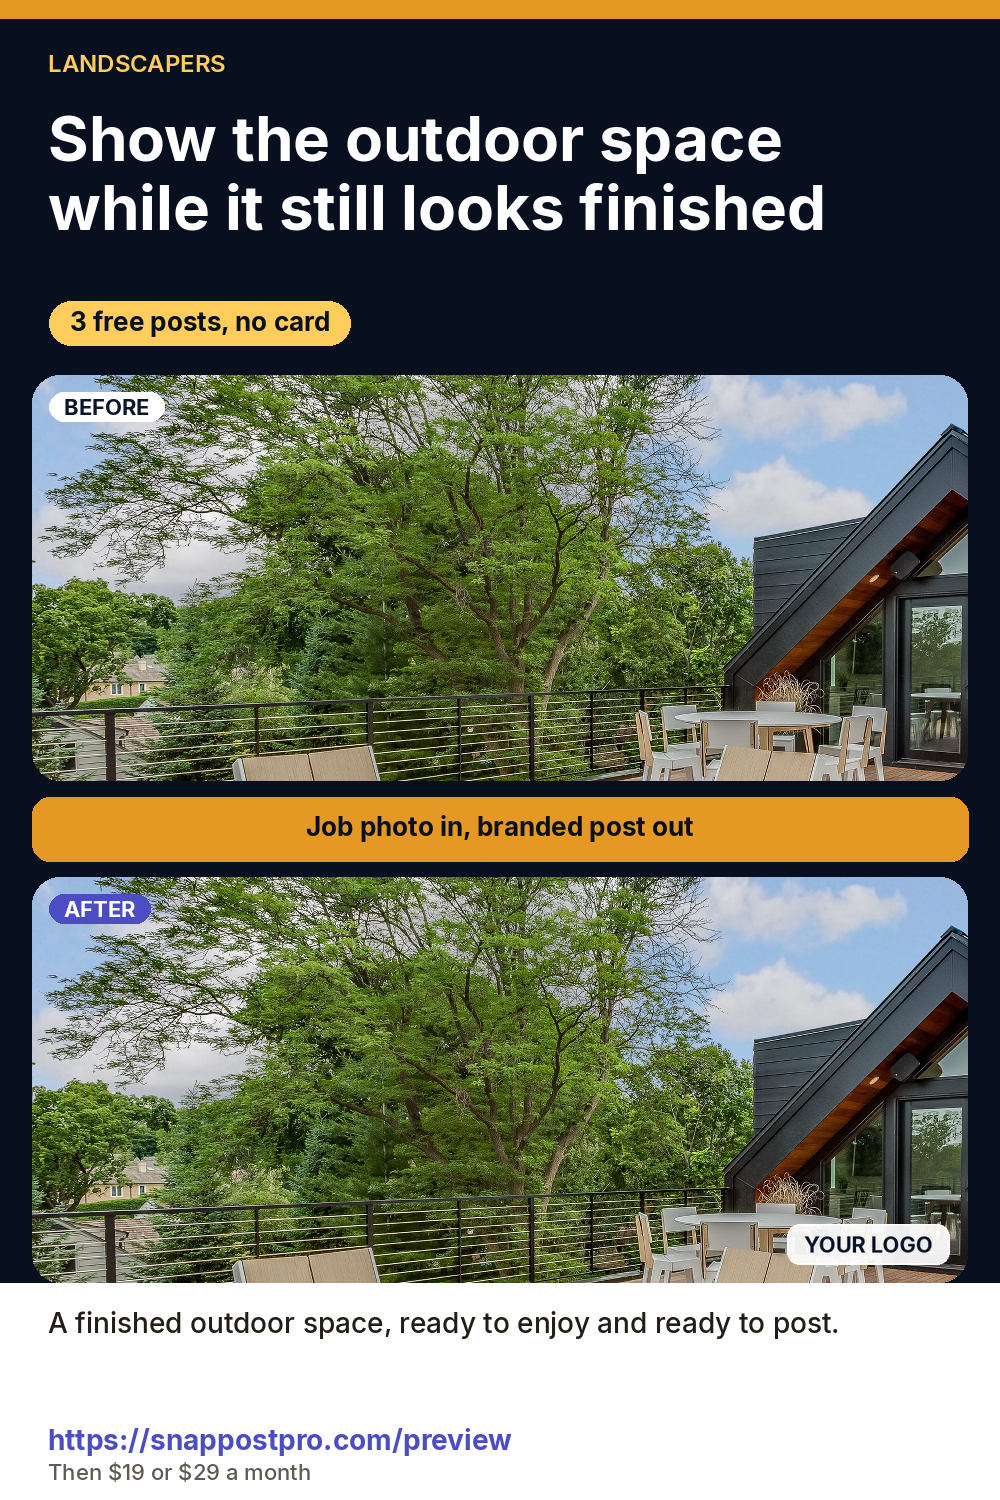 LANDSCAPERS
Show the outdoor space
while it still looks finished
3 free posts, no card
BEFORE
Job photo in, branded post out
AFTER
YOUR LOGO
A finished outdoor space, ready to enjoy and ready to post.
https://snappostpro.com/preview
Then $19 or $29 a month